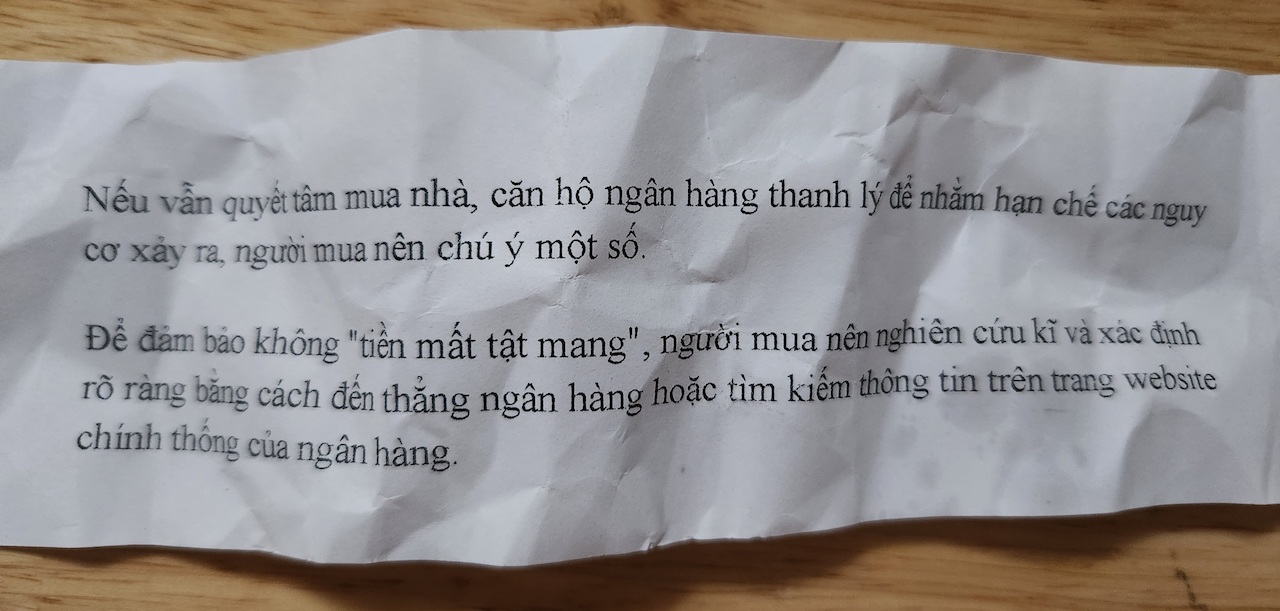 Nếu vẫn quyết tâm mua nhà, căn hộ ngân hàng thanh lý để nhằm hạn chế các nguy
cơ xảy ra, người mua nên chú ý một số.
Để đảm bảo không "tiền mất tật mang", người mua nên nghiên cứu kĩ và xác định
rõ ràng bằng cách đến thẳng ngân hàng hoặc tìm kiếm thông tin trên trang website
chính thống của ngân hàng.